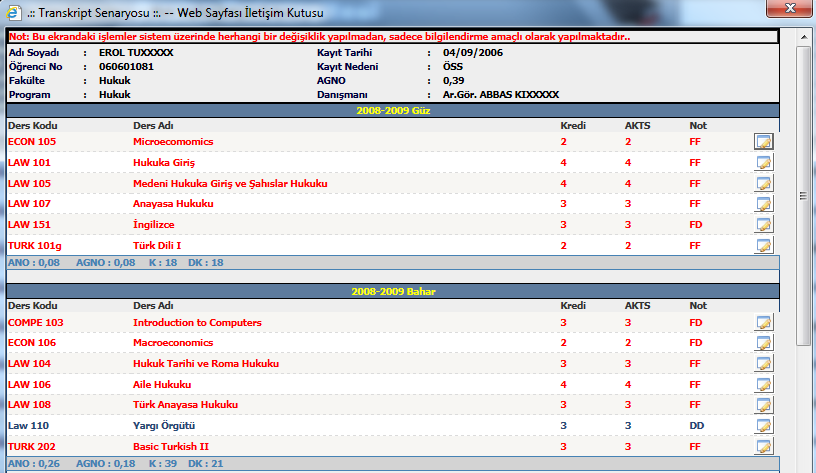 .:: Transkript Senaryosu ::. -- Web Sayfası İletişim Kutusu
Not: Bu ekrandaki işlemler sistem üzerinde herhangi bir değişiklik yapılmadan, sadece bilgilendirme amaçlı olarak yapılmaktadır..
Adı Soyadı : EROL TUXXXXX Kayıt Tarihi : 04/09/2006
Öğrenci No : 060601081 Kayıt Nedeni : ÖSS
Fakülte : Hukuk AGNO : 0,39
Program : Hukuk Danışmanı : Ar.Gör. ABBAS KIXXXXX
2008-2009 Güz
Ders Kodu Ders Adı Kredi AKTS Not
ECON 105 Microecomomics 2 2 FF
LAW 101 Hukuka Giriş 4 4 FF
LAW 105 Medeni Hukuka Giriş ve Şahıslar Hukuku 4 4 FF
LAW 107 Anayasa Hukuku 3 3 FF
LAW 151 İngilizce 3 3 FD
TURK 101g Türk Dili I 2 2 FF
ANO : 0,08 AGNO : 0,08 K : 18 DK : 18
2008-2009 Bahar
Ders Kodu Ders Adı Kredi AKTS Not
COMPE 103 Introduction to Computers 3 3 FD
ECON 106 Macroeconomics 2 2 FD
LAW 104 Hukuk Tarihi ve Roma Hukuku 3 3 FF
LAW 106 Aile Hukuku 4 4 FF
LAW 108 Türk Anayasa Hukuku 3 3 FF
Law 110 Yargı Örgütü 3 3 DD
TURK 202 Basic Turkish II 3 3 FF
ANO : 0,26 AGNO : 0,18 K : 39 DK : 21